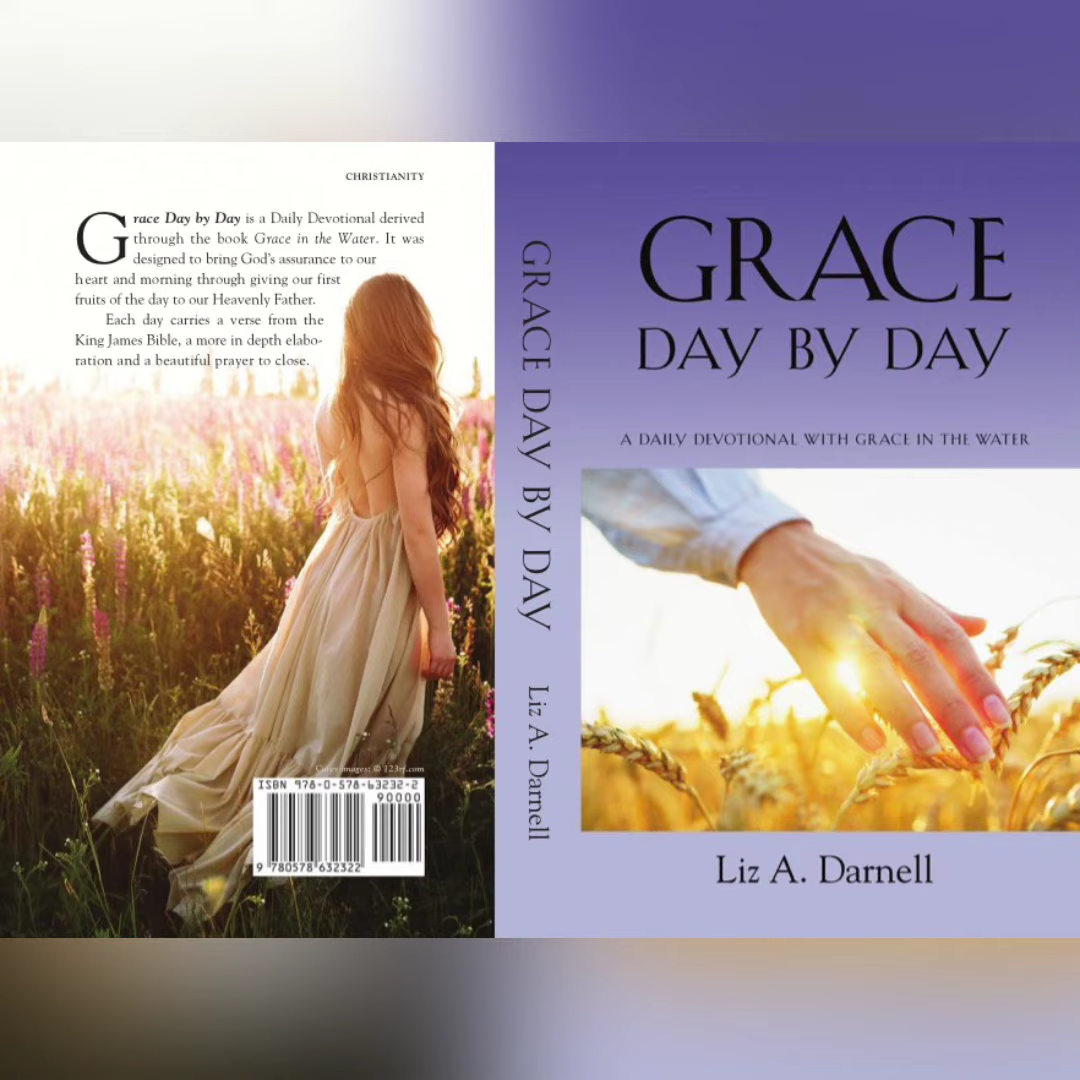 CHRISTIANITY
Grace Day by Day is a Daily Devotional derived
through the book Grace in the Water. It was
designed to bring God's assurance to our
heart and morning through giving our first
fruits of the day to our Heavenly Father.
Each day carries a verse from the
King James Bible, a more in depth elabo-
ration and a beautiful prayer to close.
Cover images: © 123rf.com
ISBN 978-0-578-63232-2
90000
9 780578 632322
GRACE DAY BY DAY
Liz A. Darnell
GRACE
DAY BY DAY
A DAILY DEVOTIONAL WITH GRACE IN THE WATER
Liz A. Darnell